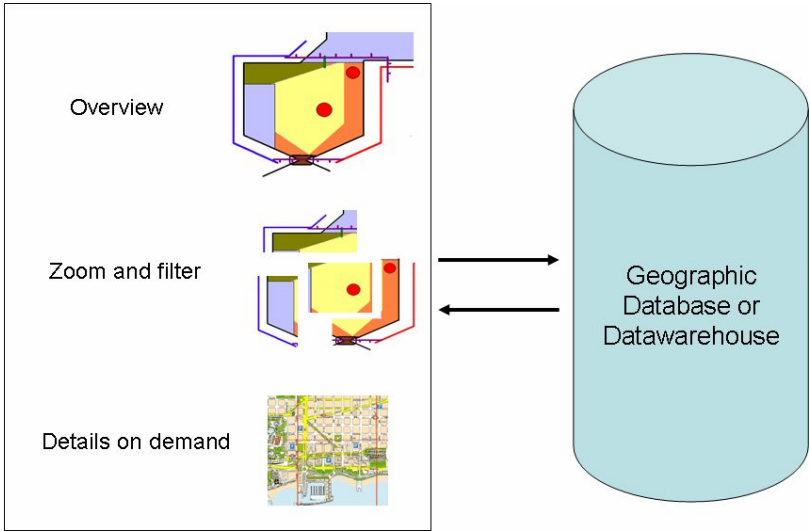 Overview
Zoom and filter
Details on demand
Geographic
Database or
Datawarehouse